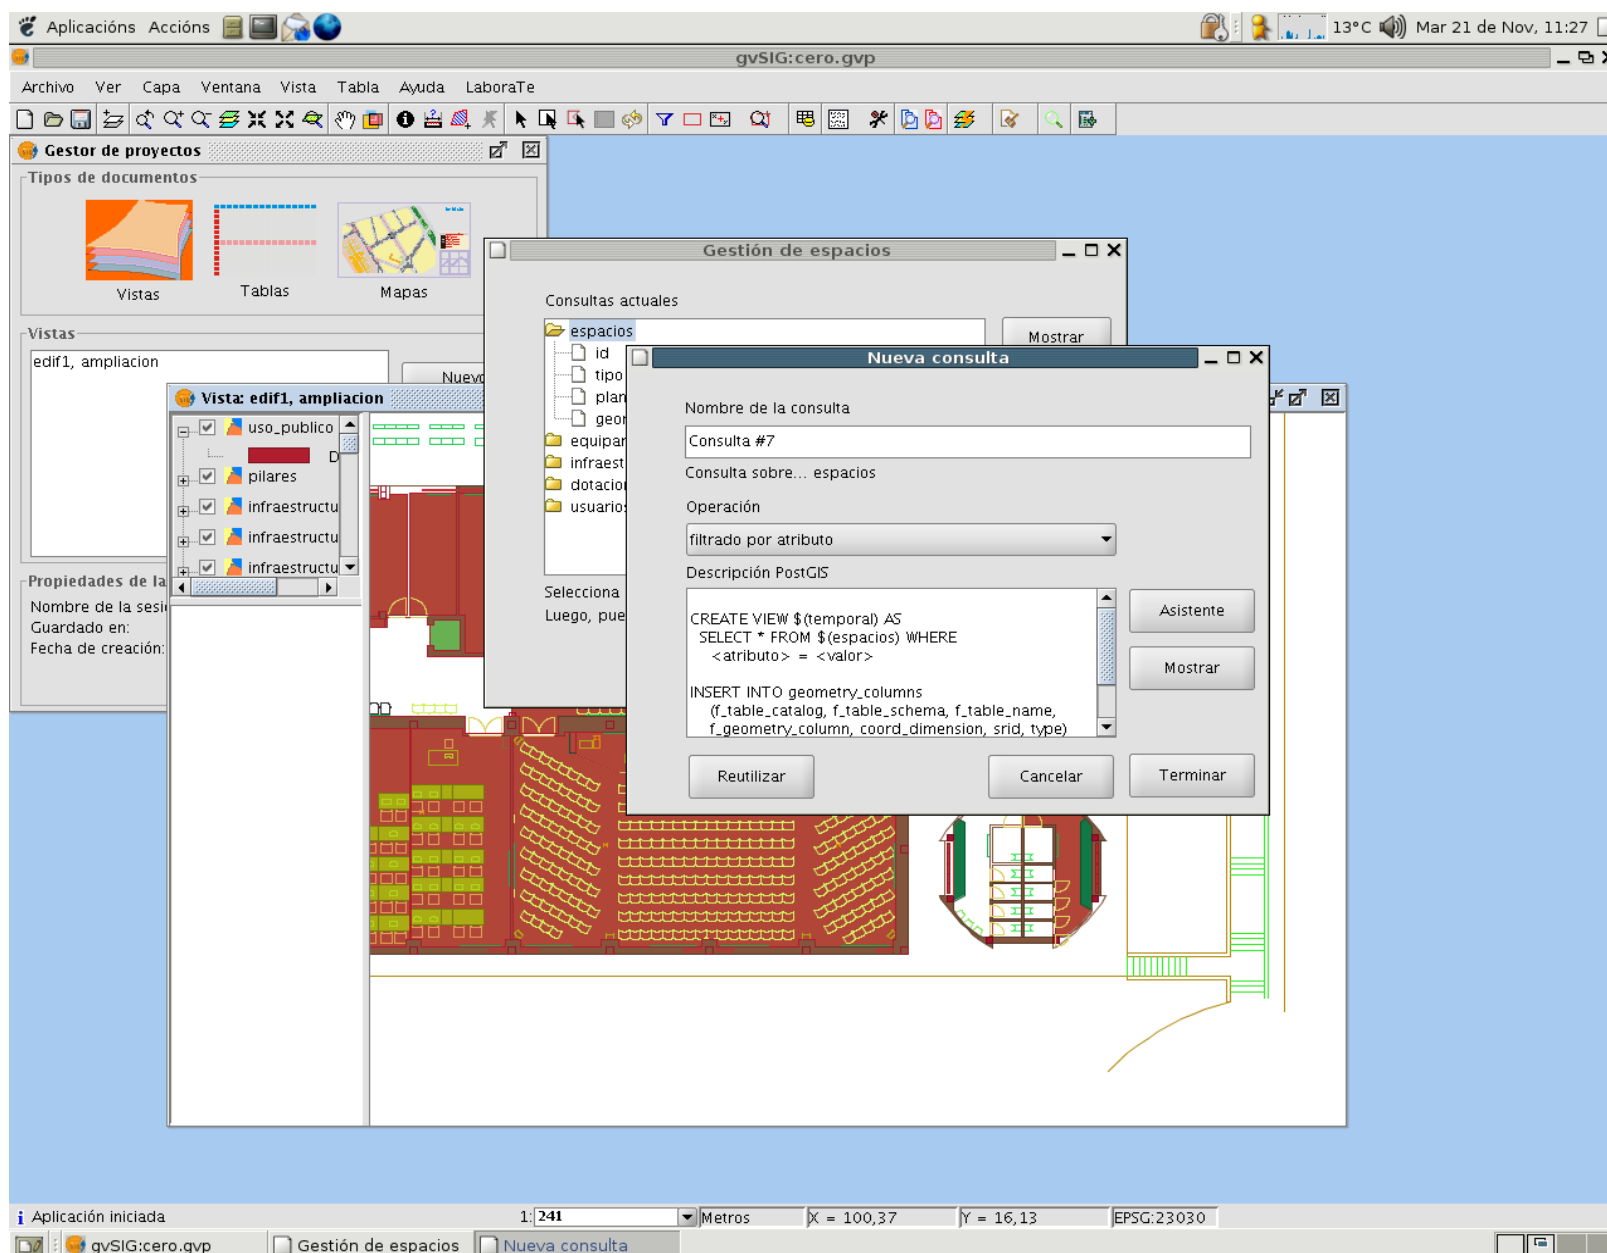 Aplicacións Accións
13°C Mar 21 de Nov, 11:27
gvSIG:cero.gvp
Archivo Ver Capa Ventana Vista Tabla Ayuda LaboraTe
Gestor de proyectos
Tipos de documentos
Vistas Tablas Mapas
Vistas
edif1, ampliacion
Nuevo
Propiedades de la
Nombre de la sesi
Guardado en:
Fecha de creación:
Vista: edif1, ampliacion
uso_publico
D
pilares
infraestructu
infraestructu
infraestructu
Gestión de espacios
Consultas actuales
espacios
id
tipo
plan
geor
equipar
infraest
dotacior
usuario
Mostrar
Selecciona
Luego, pue
Nueva consulta
Nombre de la consulta
Consulta #7
Consulta sobre... espacios
Operación
filtrado por atributo
Descripción PostGIS
CREATE VIEW $(temporal) AS
SELECT * FROM $(espacios) WHERE
<atributo> = <valor>
INSERT INTO geometry_columns
(f_table_catalog, f_table_schema, f_table_name,
f_geometry_column, coord_dimension, srid, type)
Asistente
Mostrar
Reutilizar Cancelar Terminar
Aplicación iniciada 1: 241 Metros X = 100,37 Y = 16,13 EPSG:23030
gvSIG:cero.gvp Gestión de espacios Nueva consulta